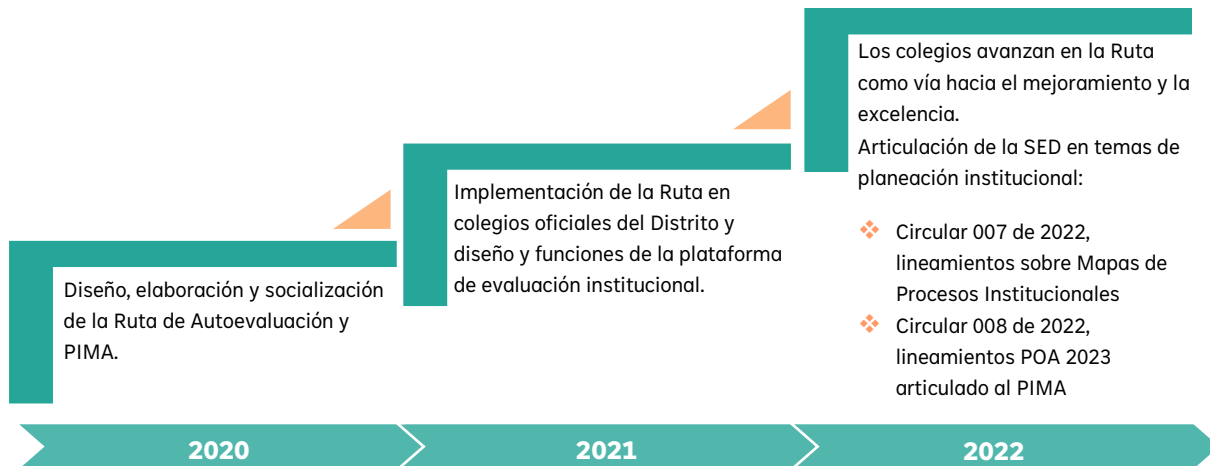 Diseño, elaboración y socialización
de la Ruta de Autoevaluación y
PIMA.
Implementación de la Ruta en
colegios oficiales del Distrito y
diseño y funciones de la plataforma
de evaluación institucional.
Los colegios avanzan en la Ruta
como vía hacia el mejoramiento y la
excelencia.
Articulación de la SED en temas de
planeación institucional:
Circular 007 de 2022,
lineamientos sobre Mapas de
Procesos Institucionales
Circular 008 de 2022,
lineamientos POA 2023
articulado al PIMA
2020
2021
2022